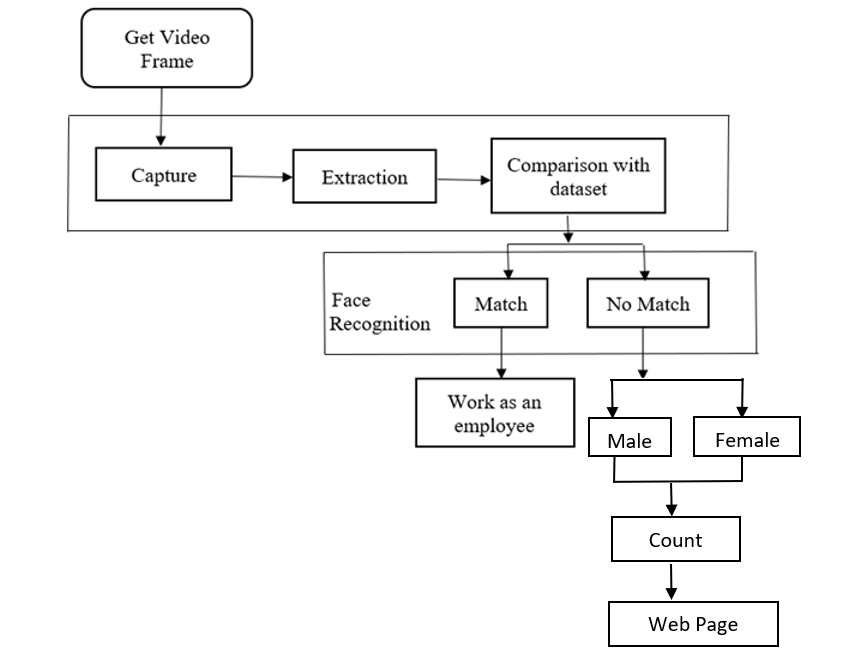 Get Video
Frame
Capture
Extraction
Comparison with
dataset
Face
Recognition
Match
No Match
Work as an
employee
Male
Female
Count
Web Page